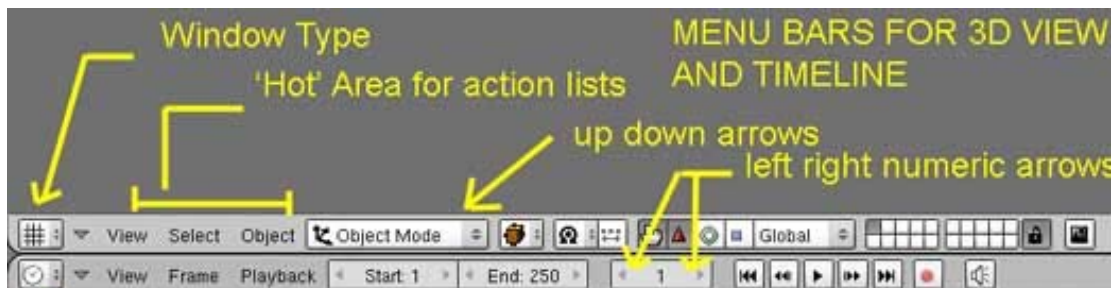 Window Type
MENU BARS FOR 3D VIEW
AND TIMELINE
'Hot' Area for action lists
up down arrows
left right numeric arrows
View Select Object Object Mode Global
View Frame Playback Start: 1 End: 250 1